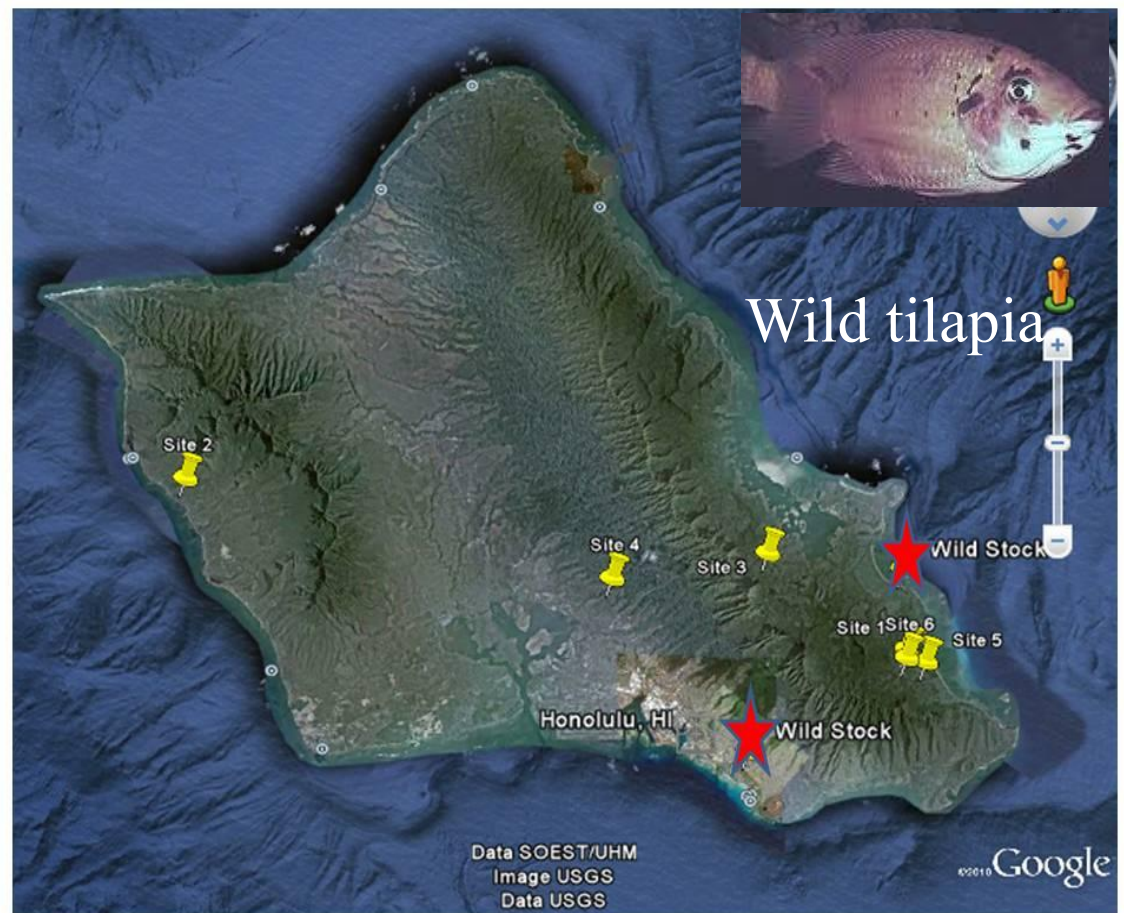 Wild tilapia
Site 2
Site 4
Site 3
Wild Stock
Site 1
Site 6
Site 5
Honolulu, HI
Wild Stock
Data SOEST/UHM
Image USGS
Data USGS
©2010 Google